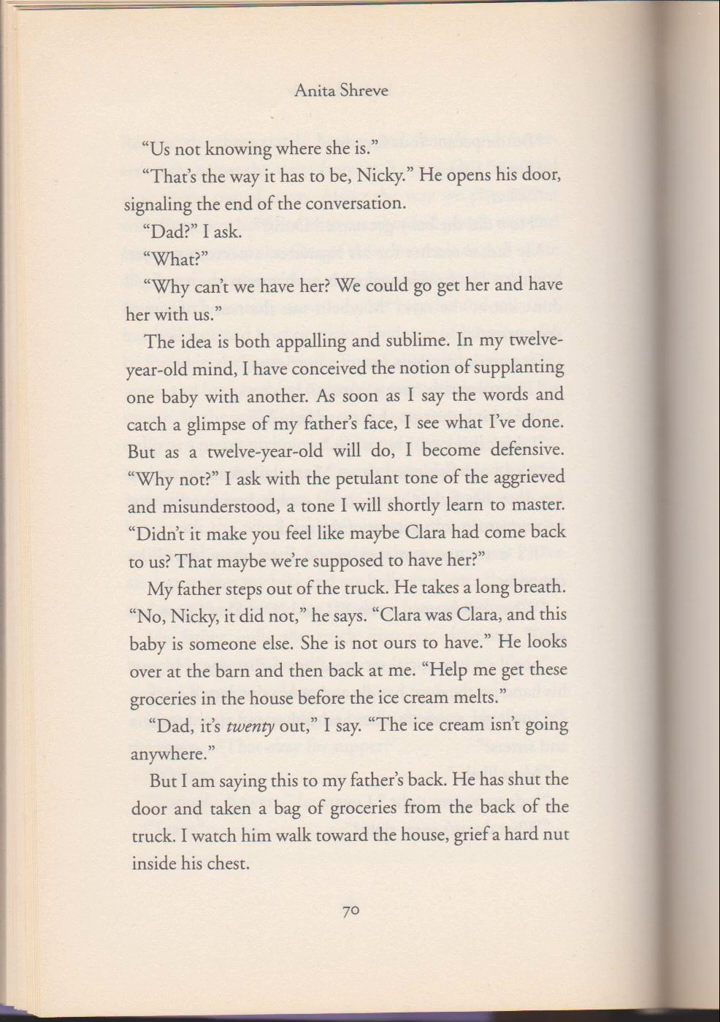 Anita Shreve
“Us not knowing where she is.”
“That’s the way it has to be, Nicky.” He opens his door,
signaling the end of the conversation.
“Dad?” I ask.
“What?”
“Why can’t we have her? We could go get her and have
her with us.”
The idea is both appalling and sublime. In my twelve-
year-old mind, I have conceived the notion of supplanting
one baby with another. As soon as I say the words and
catch a glimpse of my father’s face, I see what I’ve done.
But as a twelve-year-old will do, I become defensive.
“Why not?” I ask with the petulant tone of the aggrieved
and misunderstood, a tone I will shortly learn to master.
“Didn’t it make you feel like maybe Clara had come back
to us? That maybe we’re supposed to have her?”
My father steps out of the truck. He takes a long breath.
“No, Nicky, it did not,” he says. “Clara was Clara, and this
baby is someone else. She is not ours to have.” He looks
over at the barn and then back at me. “Help me get these
groceries in the house before the ice cream melts.”
“Dad, it’s twenty out,” I say. “The ice cream isn’t going
anywhere.”
But I am saying this to my father’s back. He has shut the
door and taken a bag of groceries from the back of the
truck. I watch him walk toward the house, grief a hard nut
inside his chest.
70